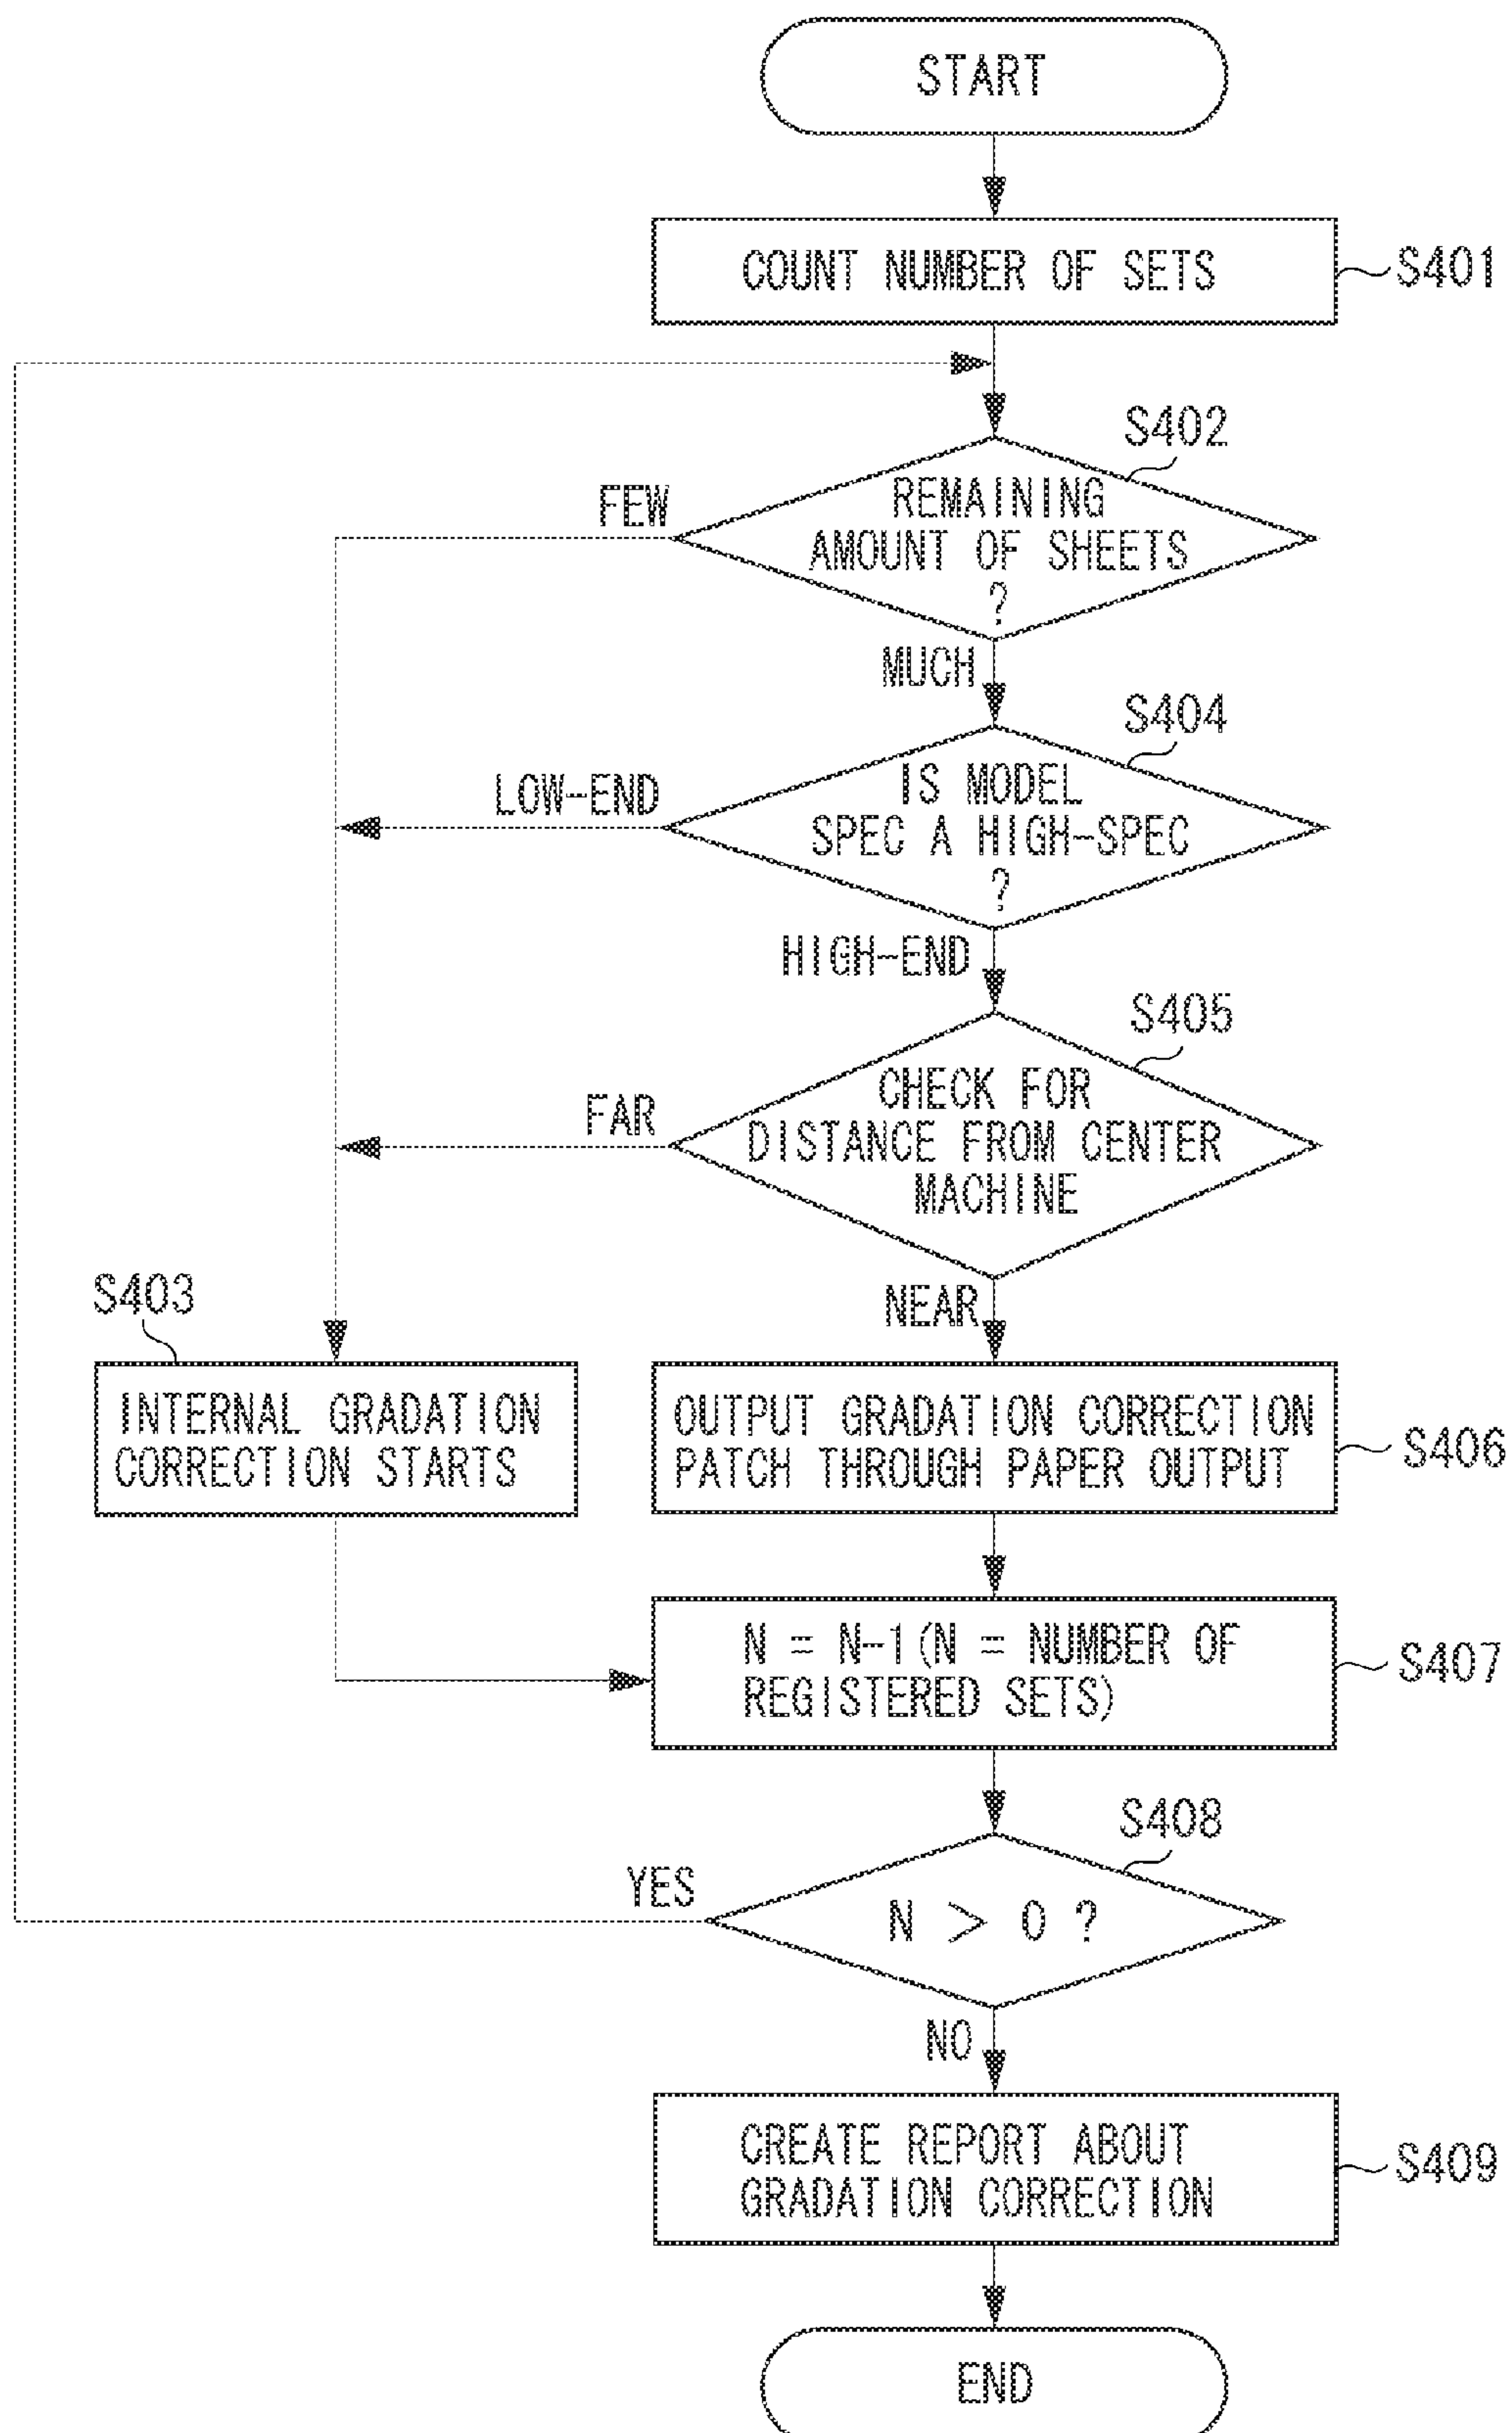 START
COUNT NUMBER OF SETS
S401
S402
FEW
REMAINING
AMOUNT OF SHEETS
?
MUCH
S404
LOW-END
IS MODEL
SPEC A HIGH-SPEC
?
HIGH-END
S405
FAR
CHECK FOR
DISTANCE FROM CENTER
MACHINE
NEAR
S403
INTERNAL GRADATION
CORRECTION STARTS
OUTPUT GRADATION CORRECTION
PATCH THROUGH PAPER OUTPUT
S406
N = N-1(N = NUMBER OF
REGISTERED SETS)
S407
S408
YES
N > 0 ?
NO
CREATE REPORT ABOUT
GRADATION CORRECTION
S409
END